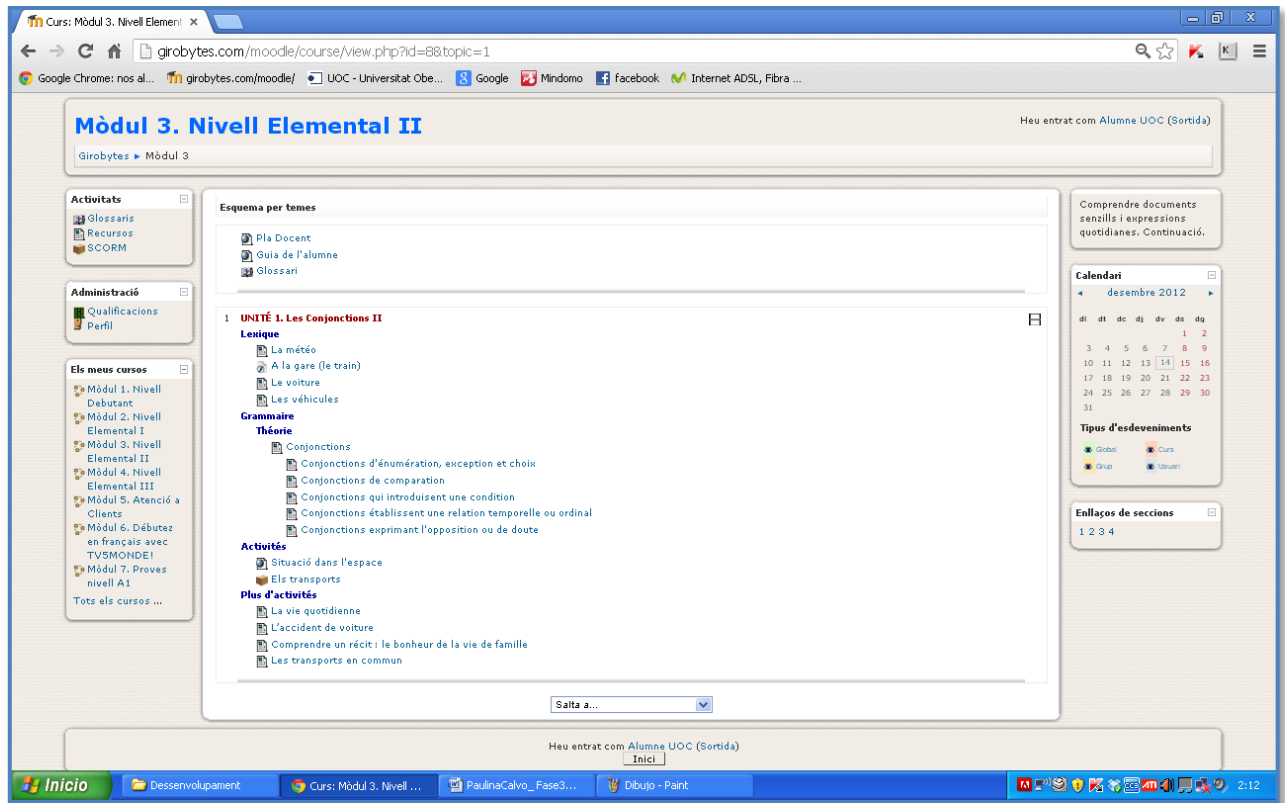 Curs: Mòdul 3. Nivell Element
girobytes.com/moodle/course/view.php?id=8&topic=1
Google Chrome: nos al...
girobytes.com/moodle/
UOC - Universitat Obe...
Google
Mindomo
facebook
Internet ADSL, Fibra ...
Mòdul 3. Nivell Elemental II
Heu entrat com Alumne UOC (Sortida)
Girobytes ► Mòdul 3
Activitats
Glossaris
Recursos
SCORM
Administració
Qualificacions
Perfil
Els meus cursos
Mòdul 1. Nivell
Debutant
Mòdul 2. Nivell
Elemental I
Mòdul 3. Nivell
Elemental II
Mòdul 4. Nivell
Elemental III
Mòdul 5. Atenció a
Clients
Mòdul 6. Débutez
en français avec
TV5MONDE!
Mòdul 7. Proves
nivell A1
Tots els cursos ...
Esquema per temes
Pla Docent
Guia de l'alumne
Glossari
1 UNITÉ 1. Les Conjonctions II
Lexique
La météo
A la gare (le train)
Le voiture
Les véhicules
Grammaire
Théorie
Conjonctions
Conjonctions d'énumération, exception et choix
Conjonctions de comparation
Conjonctions qui introduisent une condition
Conjonctions établissent une relation temporelle ou ordinal
Conjonctions exprimant l'opposition ou de doute
Activités
Situació dans l'espace
Els transports
Plus d'activités
La vie quotidienne
L'accident de voiture
Comprendre un récit : le bonheur de la vie de famille
Les transports en commun
Salta a...
Comprendre documents
senzills i expressions
quotidianes. Continuació.
Calendari
◄ desembre 2012 ►
dl dt dc dj dv ds dg
1 2
3 4 5 6 7 8 9
10 11 12 13 14 15 16
17 18 19 20 21 22 23
24 25 26 27 28 29 30
31
Tipus d'esdeveniments
Global Curs
Grup Usuari
Enllaços de seccions
1 2 3 4
Heu entrat com Alumne UOC (Sortida)
Inici
Inicio
Dessenvolupament
Curs: Mòdul 3. Nivell ...
PaulinaCalvo_ Fase3...
Dibujo - Paint
2:12